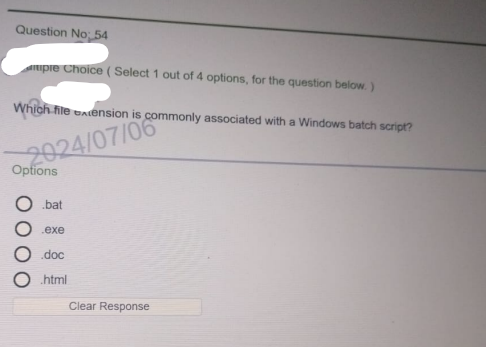 Question No: 54
Choice ( Select 1 out of 4 options, for the question below. )
Which file extension is commonly associated with a Windows batch script?
2024/07/06
Options
.bat
.exe
.doc
.html
Clear Response